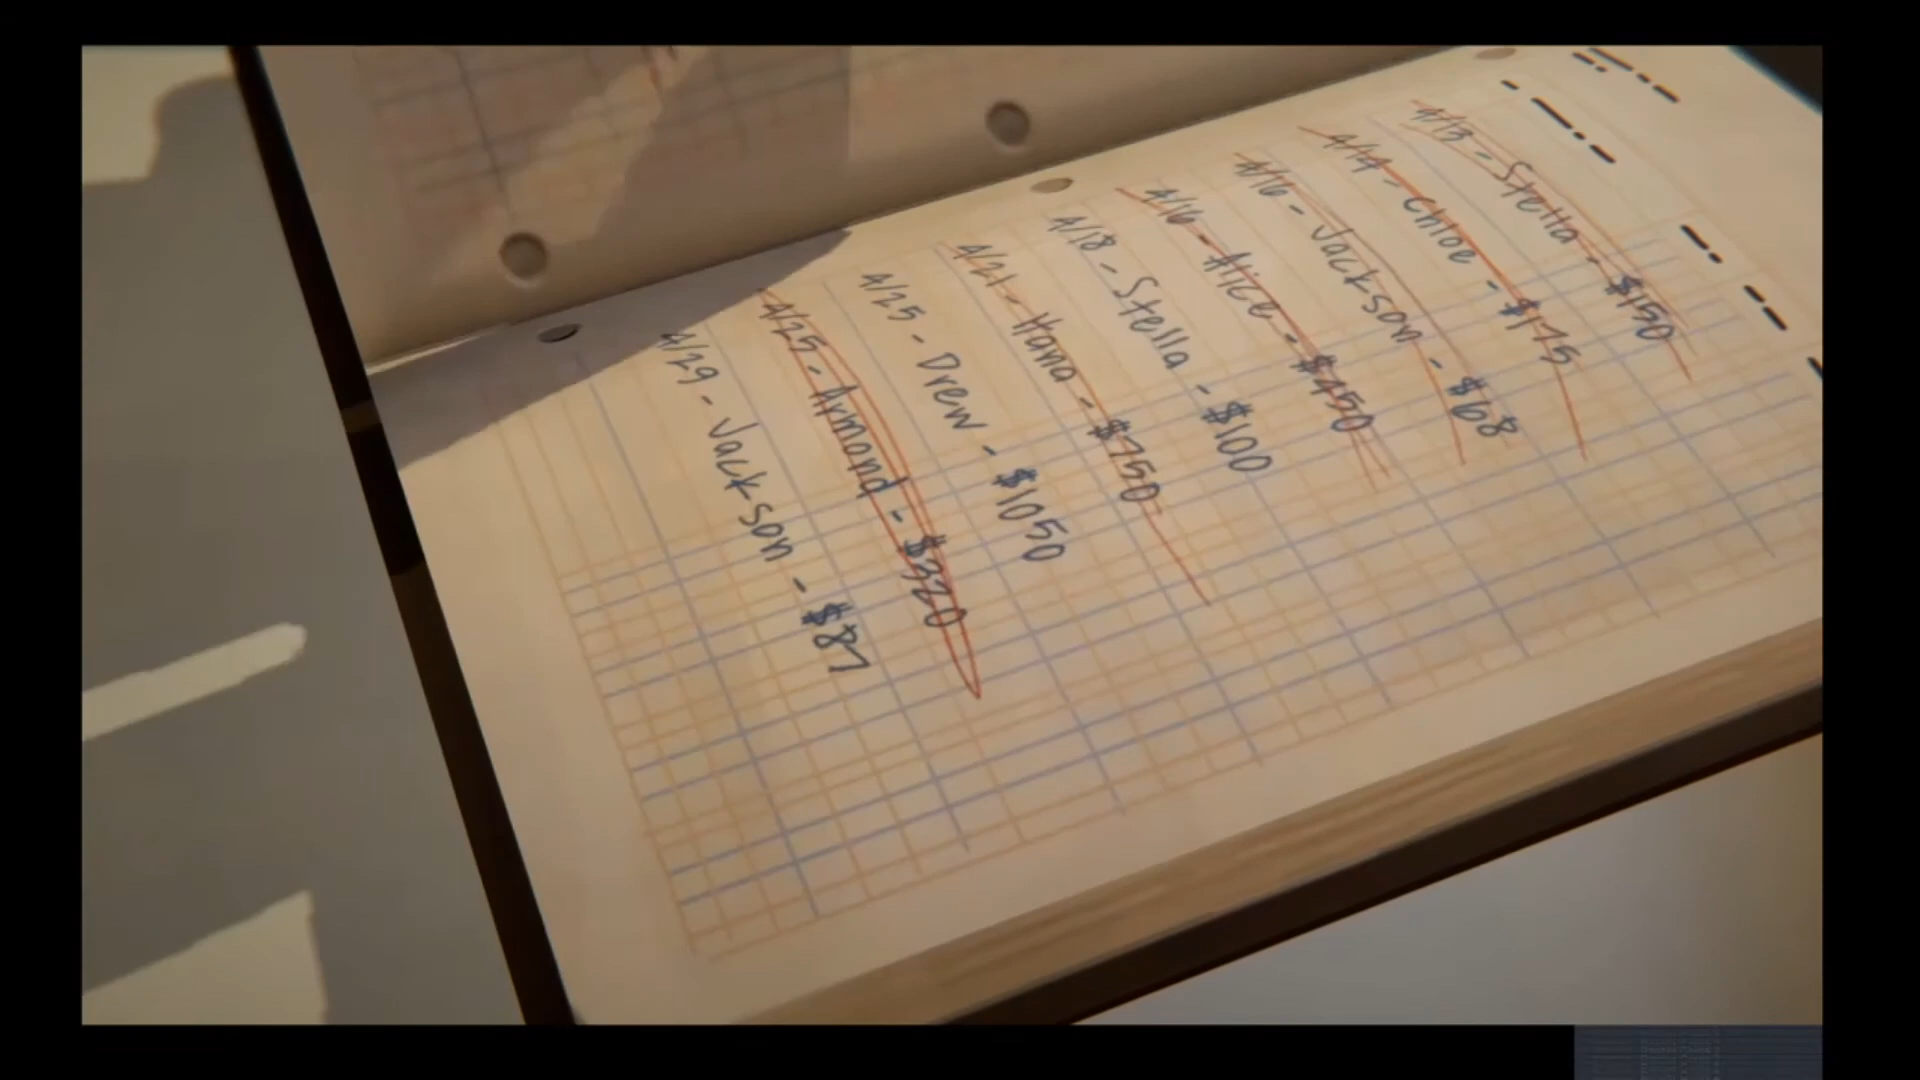 4/13 - Stella - $150
4/14 - Chloe - $175
4/16 - Jackson - $68
4/16 - Alice - $450
4/18 - Stella - $100
4/21 - Hana - $750
4/25 - Drew - $1050
4/25 - Armond - $320
4/29 - Jackson - $87